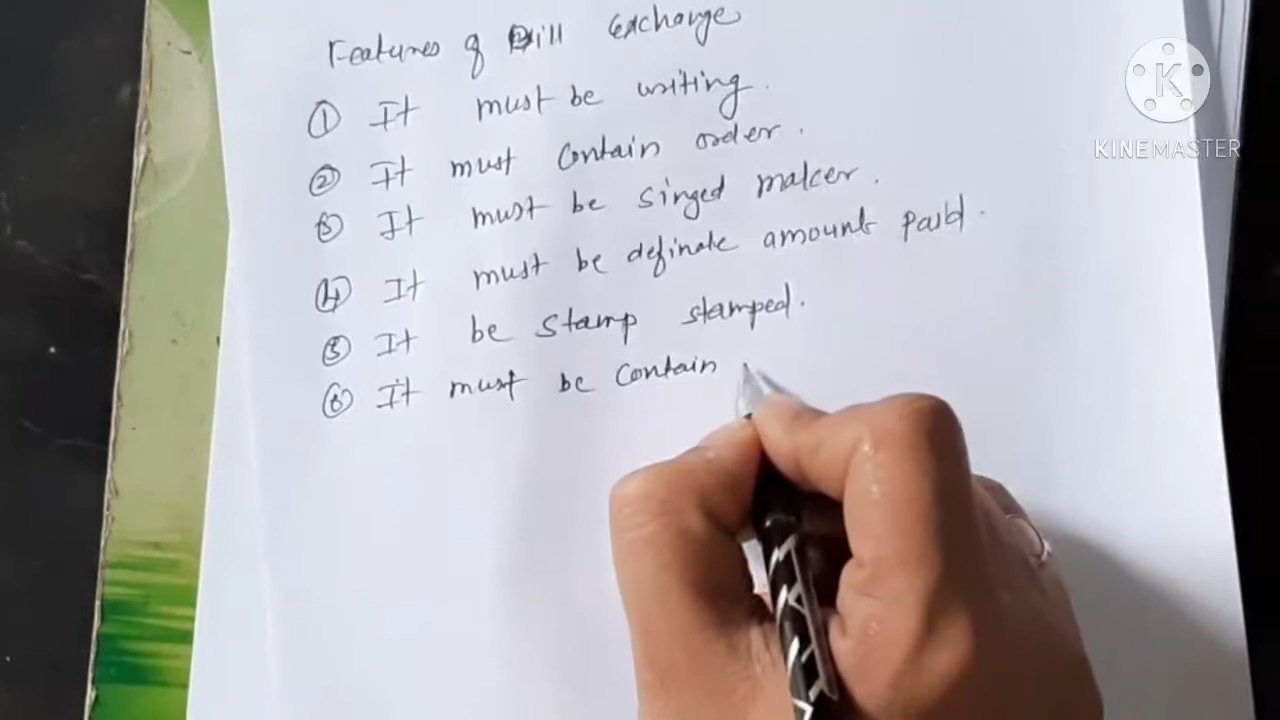 Features of Bill exchange
① It must be writing.
② It must contain order.
③ It must be singed maker.
④ It must be definate amount paid.
⑤ It be stamp stamped.
⑥ It must be contain
K
KINEMASTER